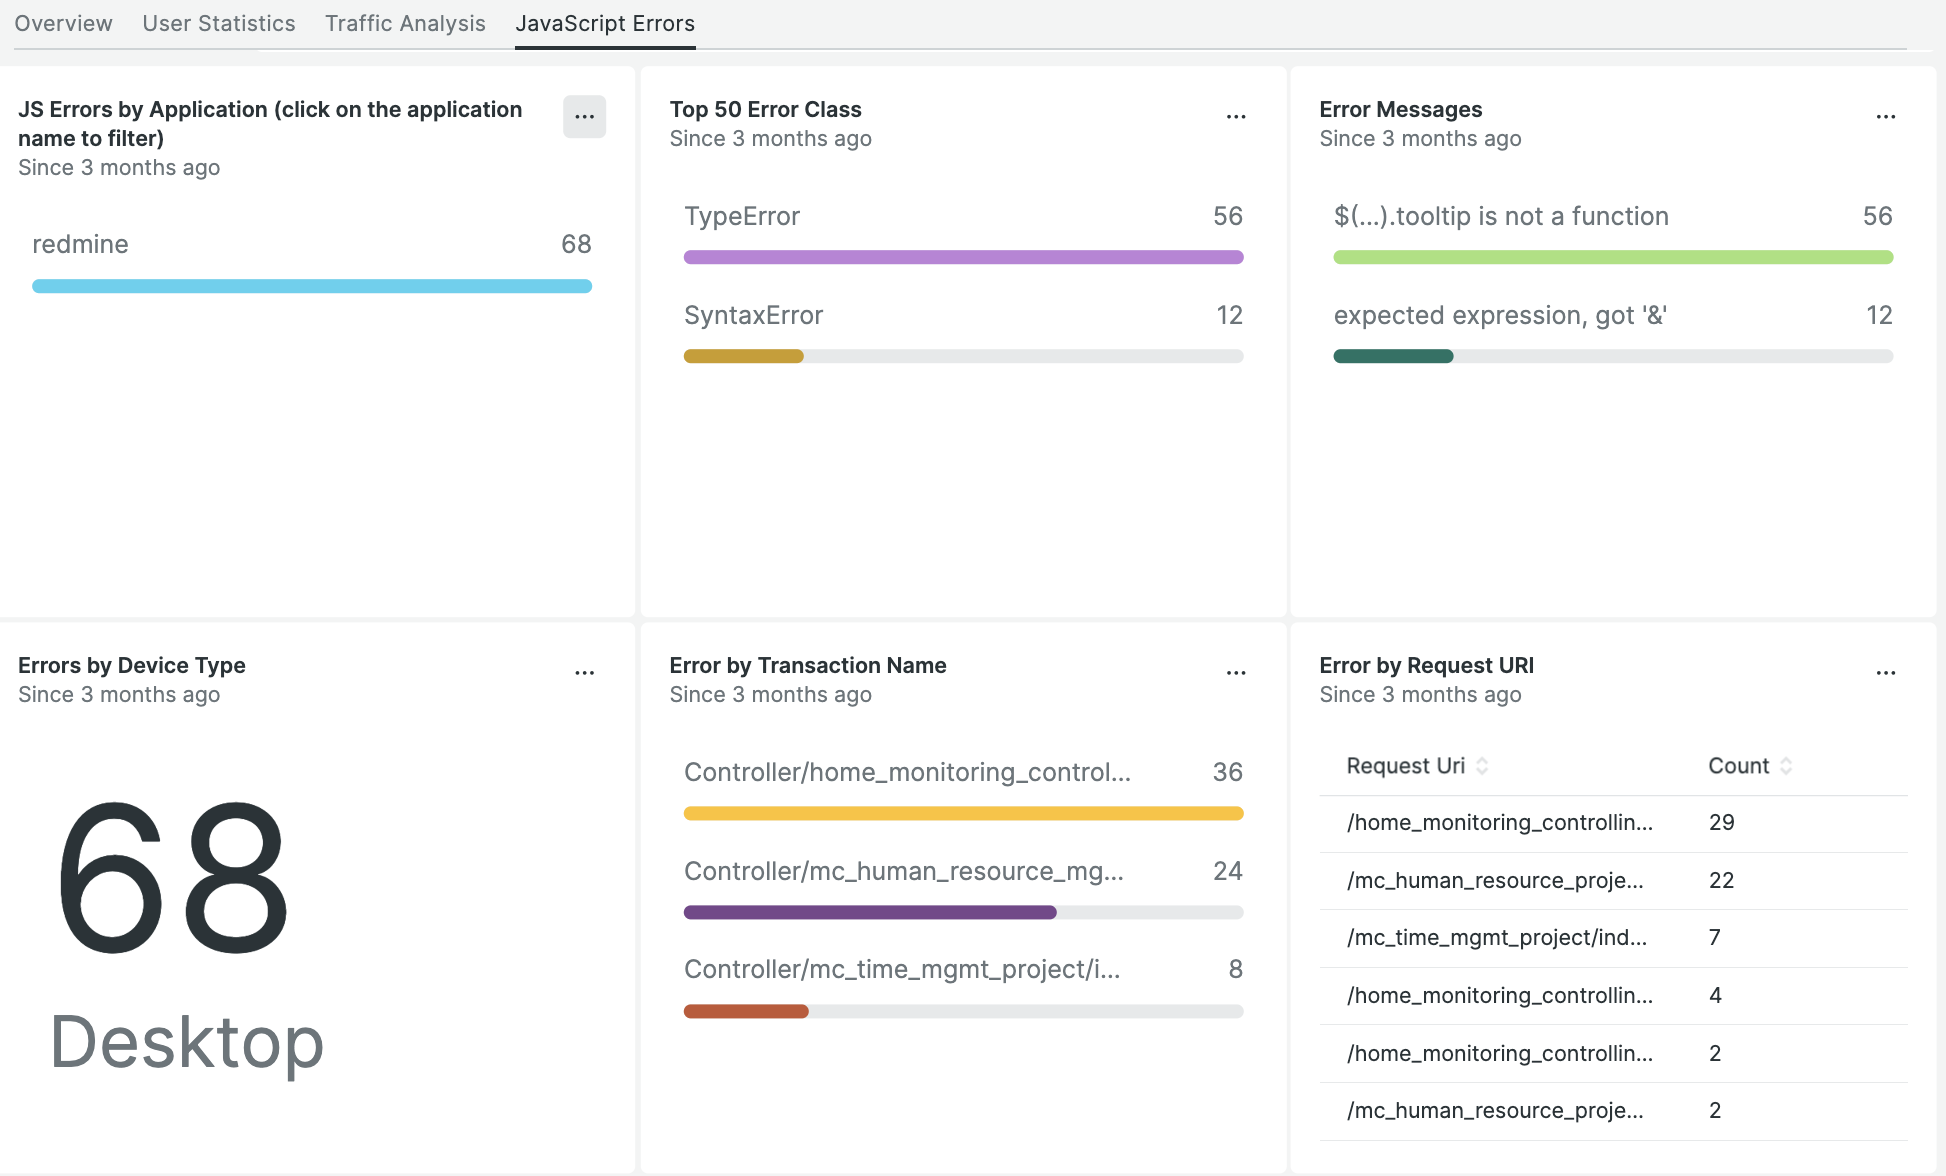 Overview User Statistics Traffic Analysis JavaScript Errors
JS Errors by Application (click on the application
name to filter)
Since 3 months ago
redmine 68
Top 50 Error Class
Since 3 months ago
TypeError 56
SyntaxError 12
Error Messages
Since 3 months ago
$(...).tooltip is not a function 56
expected expression, got '&' 12
Errors by Device Type
Since 3 months ago
68
Desktop
Error by Transaction Name
Since 3 months ago
Controller/home_monitoring_control... 36
Controller/mc_human_resource_mg... 24
Controller/mc_time_mgmt_project/i... 8
Error by Request URI
Since 3 months ago
Request Uri Count
/home_monitoring_controllin... 29
/mc_human_resource_proje... 22
/mc_time_mgmt_project/ind... 7
/home_monitoring_controllin... 4
/home_monitoring_controllin... 2
/mc_human_resource_proje... 2